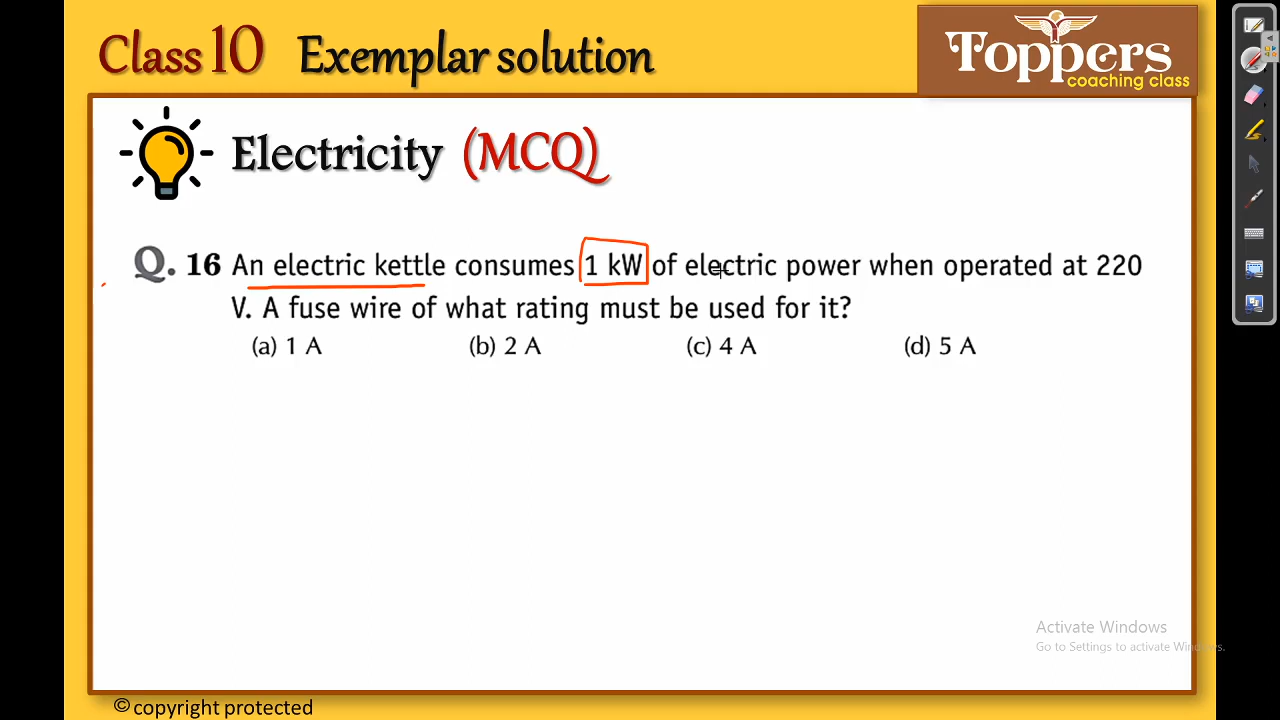 Class 10 Exemplar solution
Toppers
coaching class
Electricity (MCQ)
Q. 16 An electric kettle consumes 1 kW of electric power when operated at 220
V. A fuse wire of what rating must be used for it?
(a) 1 A (b) 2 A (c) 4 A (d) 5 A
Activate Windows
Go to Settings to activate Windows.
© copyright protected